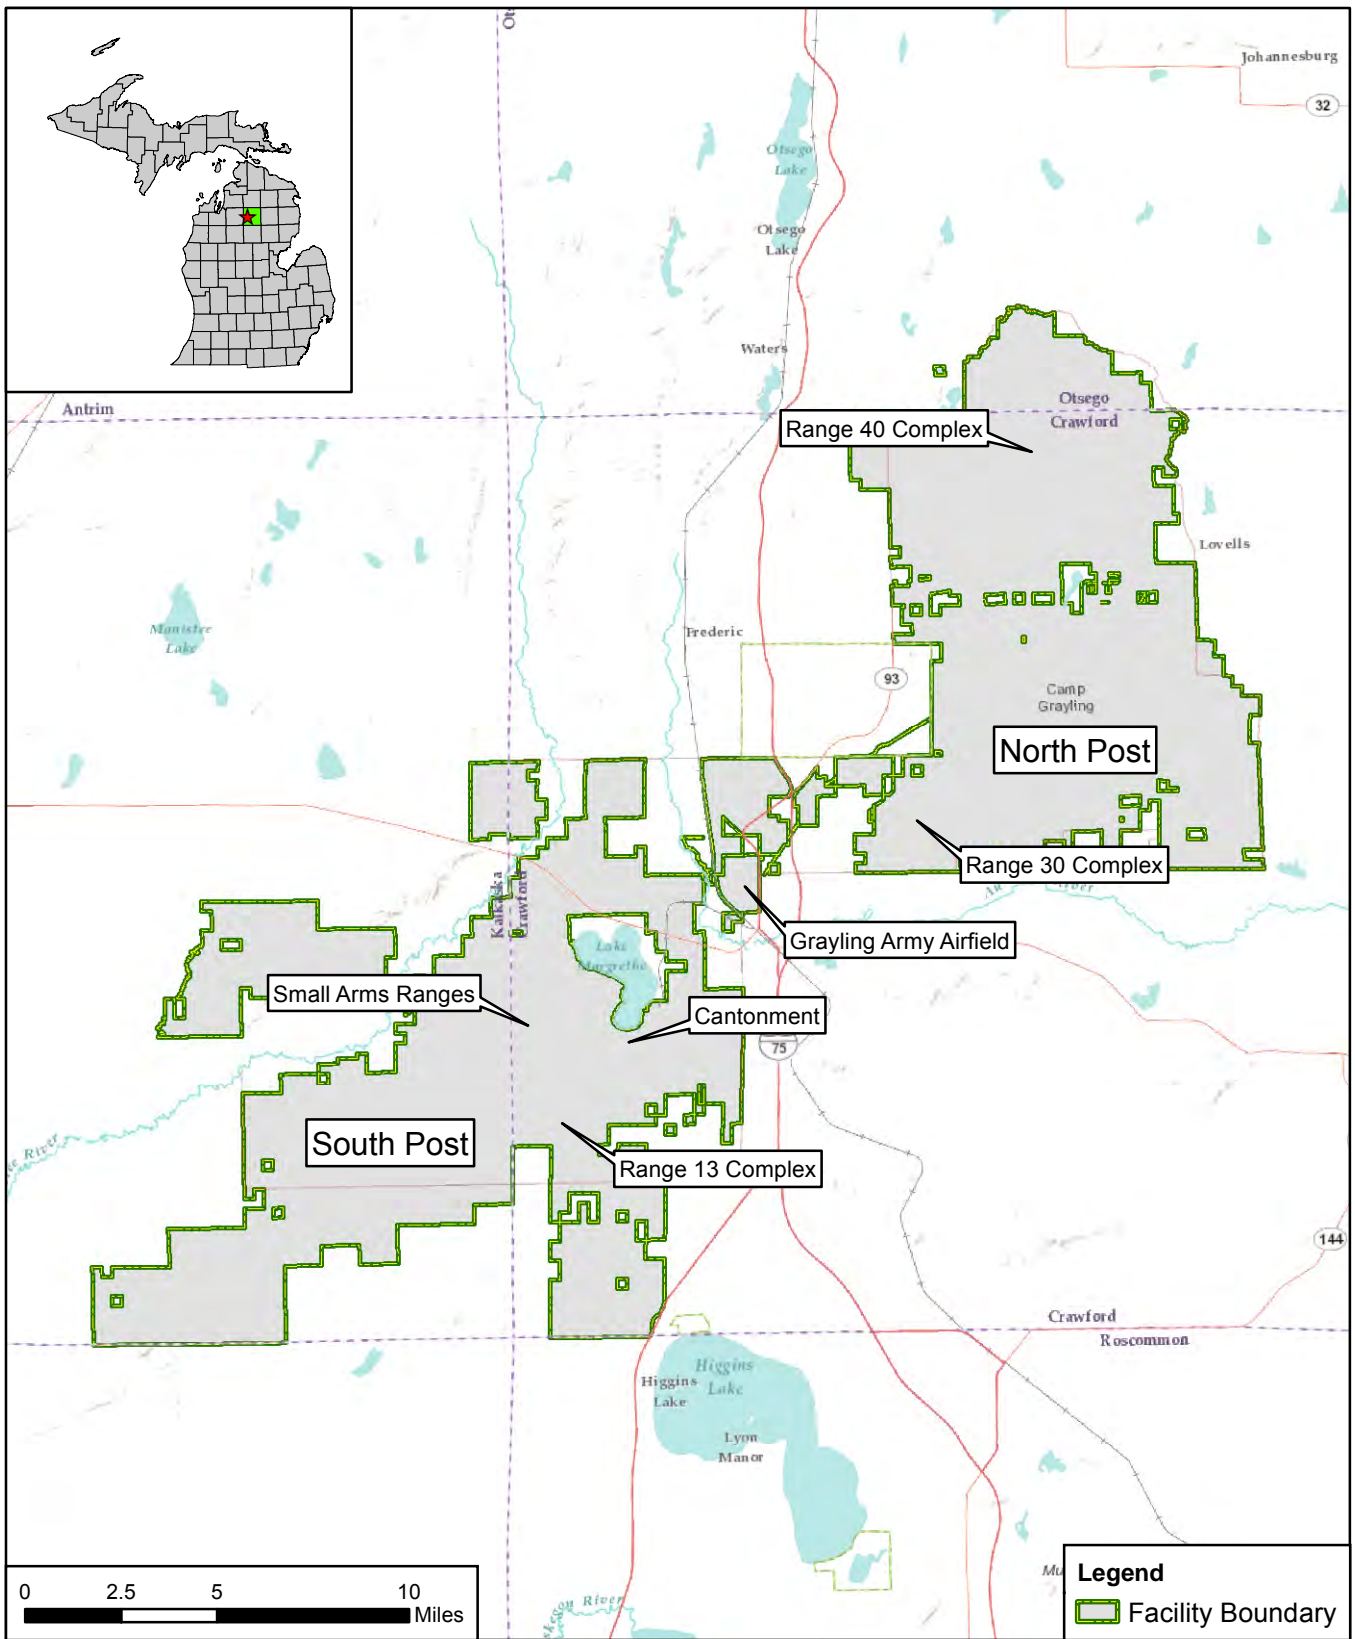 Johannesburg
32
Otsego
Lake
Otsego
Lake
Waters
Antrim
Otsego
Crawford
Range 40 Complex
Lovells
Manistee
Lake
Frederic
93
Camp
Grayling
North Post
Range 30 Complex
Kalkaska
Crawford
Grayling Army Airfield
Lake
Margrethe
Small Arms Ranges
Cantonment
75
South Post
Range 13 Complex
River
144
Crawford
Roscommon
Higgins
Lake
Higgins
Lake
Lyon
Manor
0 2.5 5 10
Miles
River
Legend
Facility Boundary